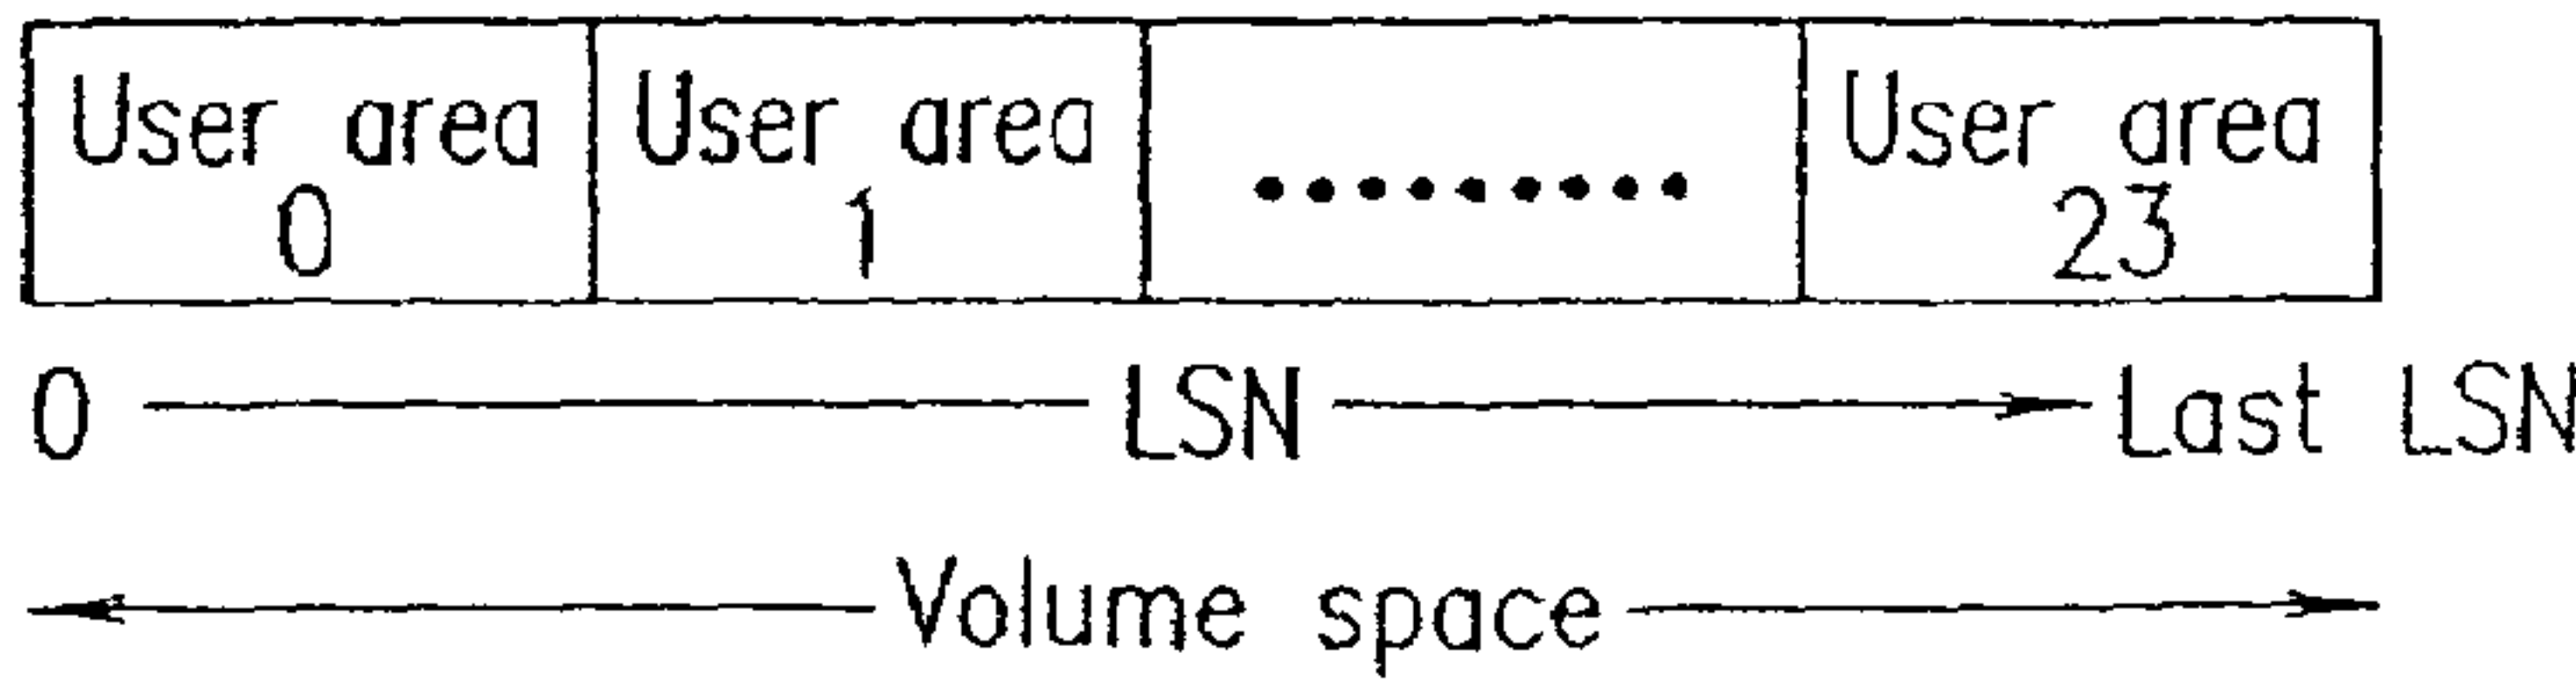 User area User area ········· User area
0 1 23
0 LSN Last LSN
Volume space